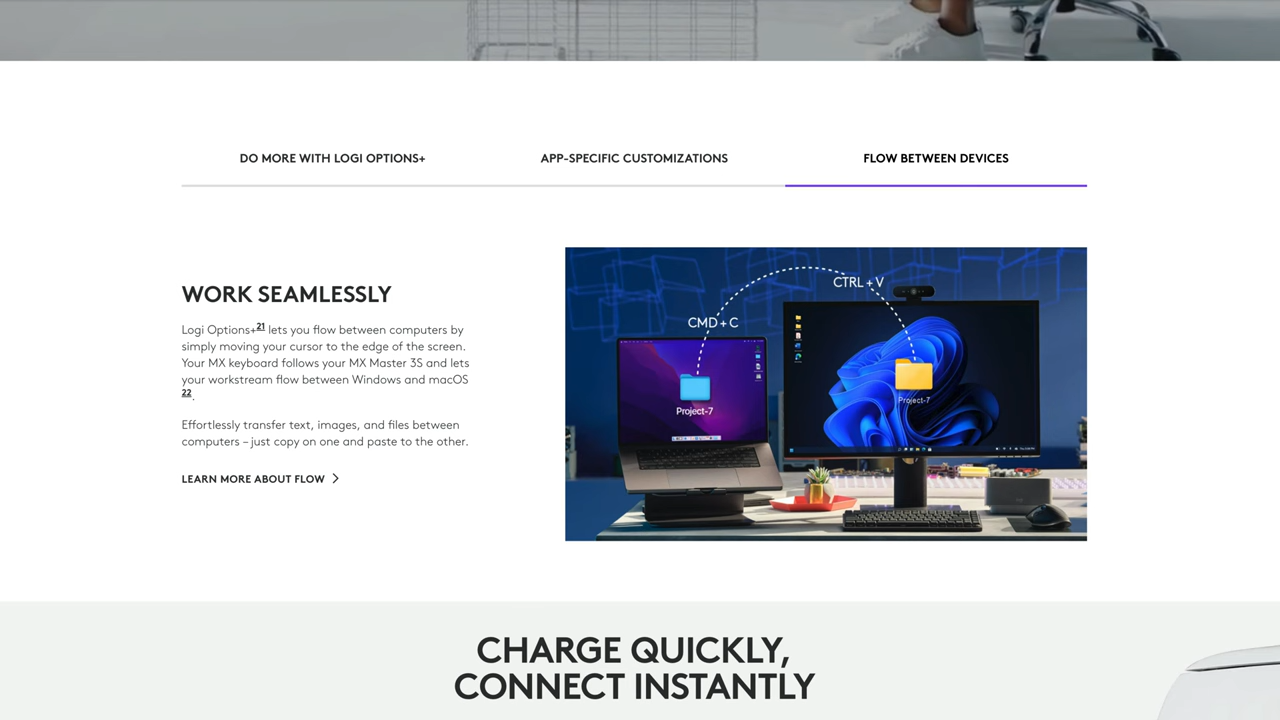 DO MORE WITH LOGI OPTIONS+
APP-SPECIFIC CUSTOMIZATIONS
FLOW BETWEEN DEVICES
WORK SEAMLESSLY
Logi Options+21 lets you flow between computers by
simply moving your cursor to the edge of the screen.
Your MX keyboard follows your MX Master 3S and lets
your workstream flow between Windows and macOS
22.
Effortlessly transfer text, images, and files between
computers – just copy on one and paste to the other.
LEARN MORE ABOUT FLOW
CMD + C
CTRL + V
Project-7
Project-7
CHARGE QUICKLY,
CONNECT INSTANTLY